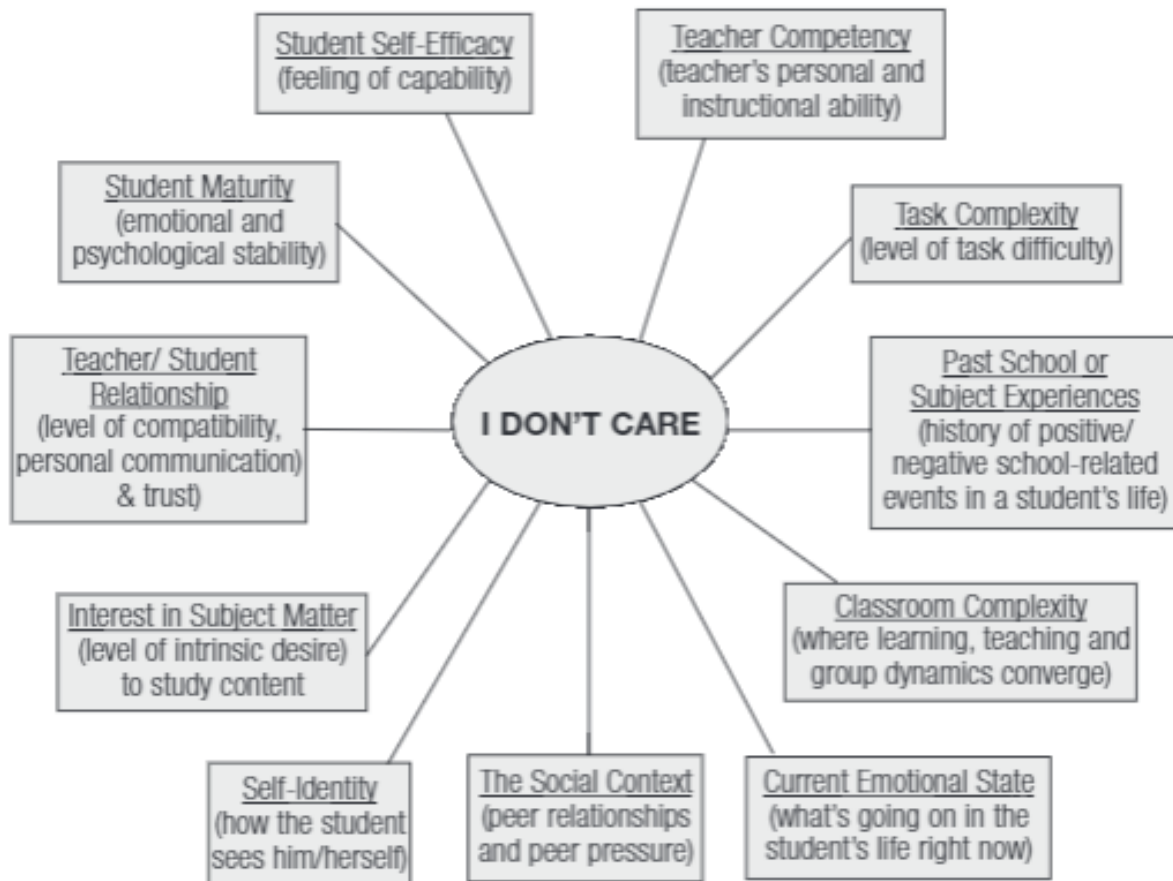 Student Self-Efficacy
(feeling of capability)
Teacher Competency
(teacher's personal and
instructional ability)
Student Maturity
(emotional and
psychological stability)
Task Complexity
(level of task difficulty)
Teacher/ Student
Relationship
(level of compatibility,
personal communication)
& trust)
I DON'T CARE
Past School or
Subject Experiences
(history of positive/
negative school-related
events in a student's life)
Interest in Subject Matter
(level of intrinsic desire)
to study content
Classroom Complexity
(where learning, teaching and
group dynamics converge)
Self-Identity
(how the student
sees him/herself)
The Social Context
(peer relationships
and peer pressure)
Current Emotional State
(what's going on in the
student's life right now)